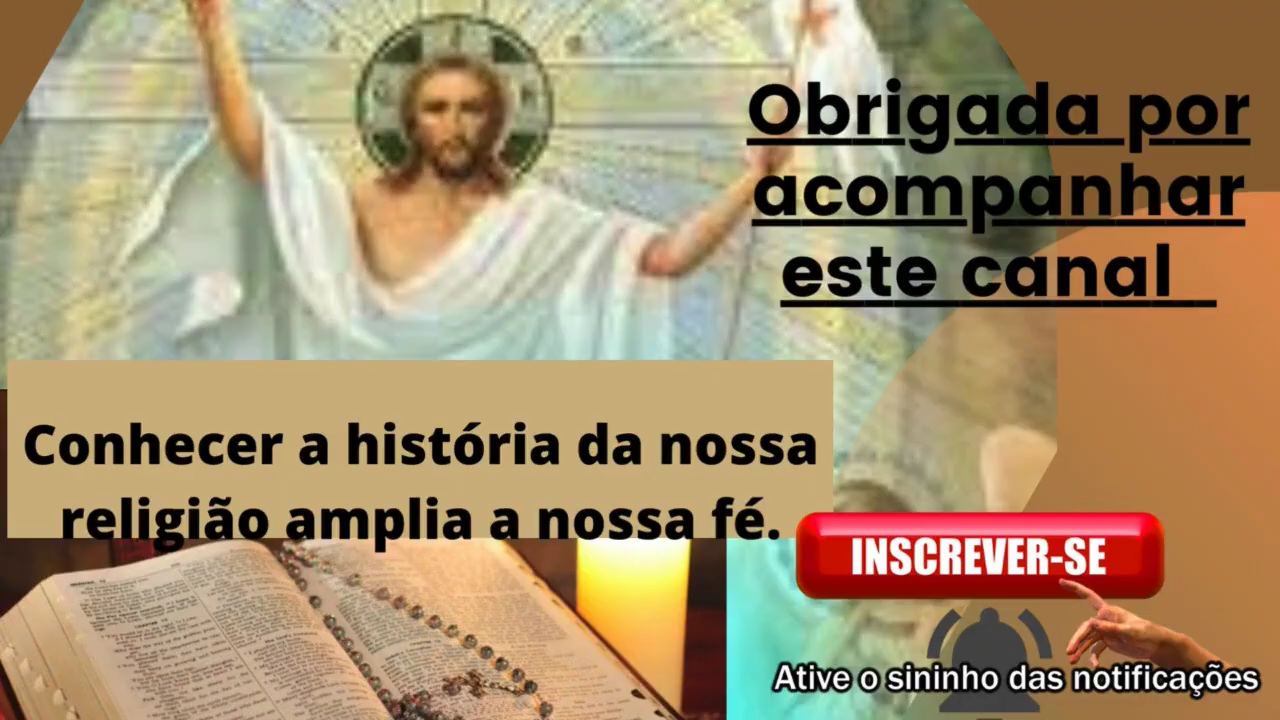 Obrigada por
acompanhar
este canal
Conhecer a história da nossa
religião amplia a nossa fé.
INSCREVER-SE
Ative o sininho das notificações